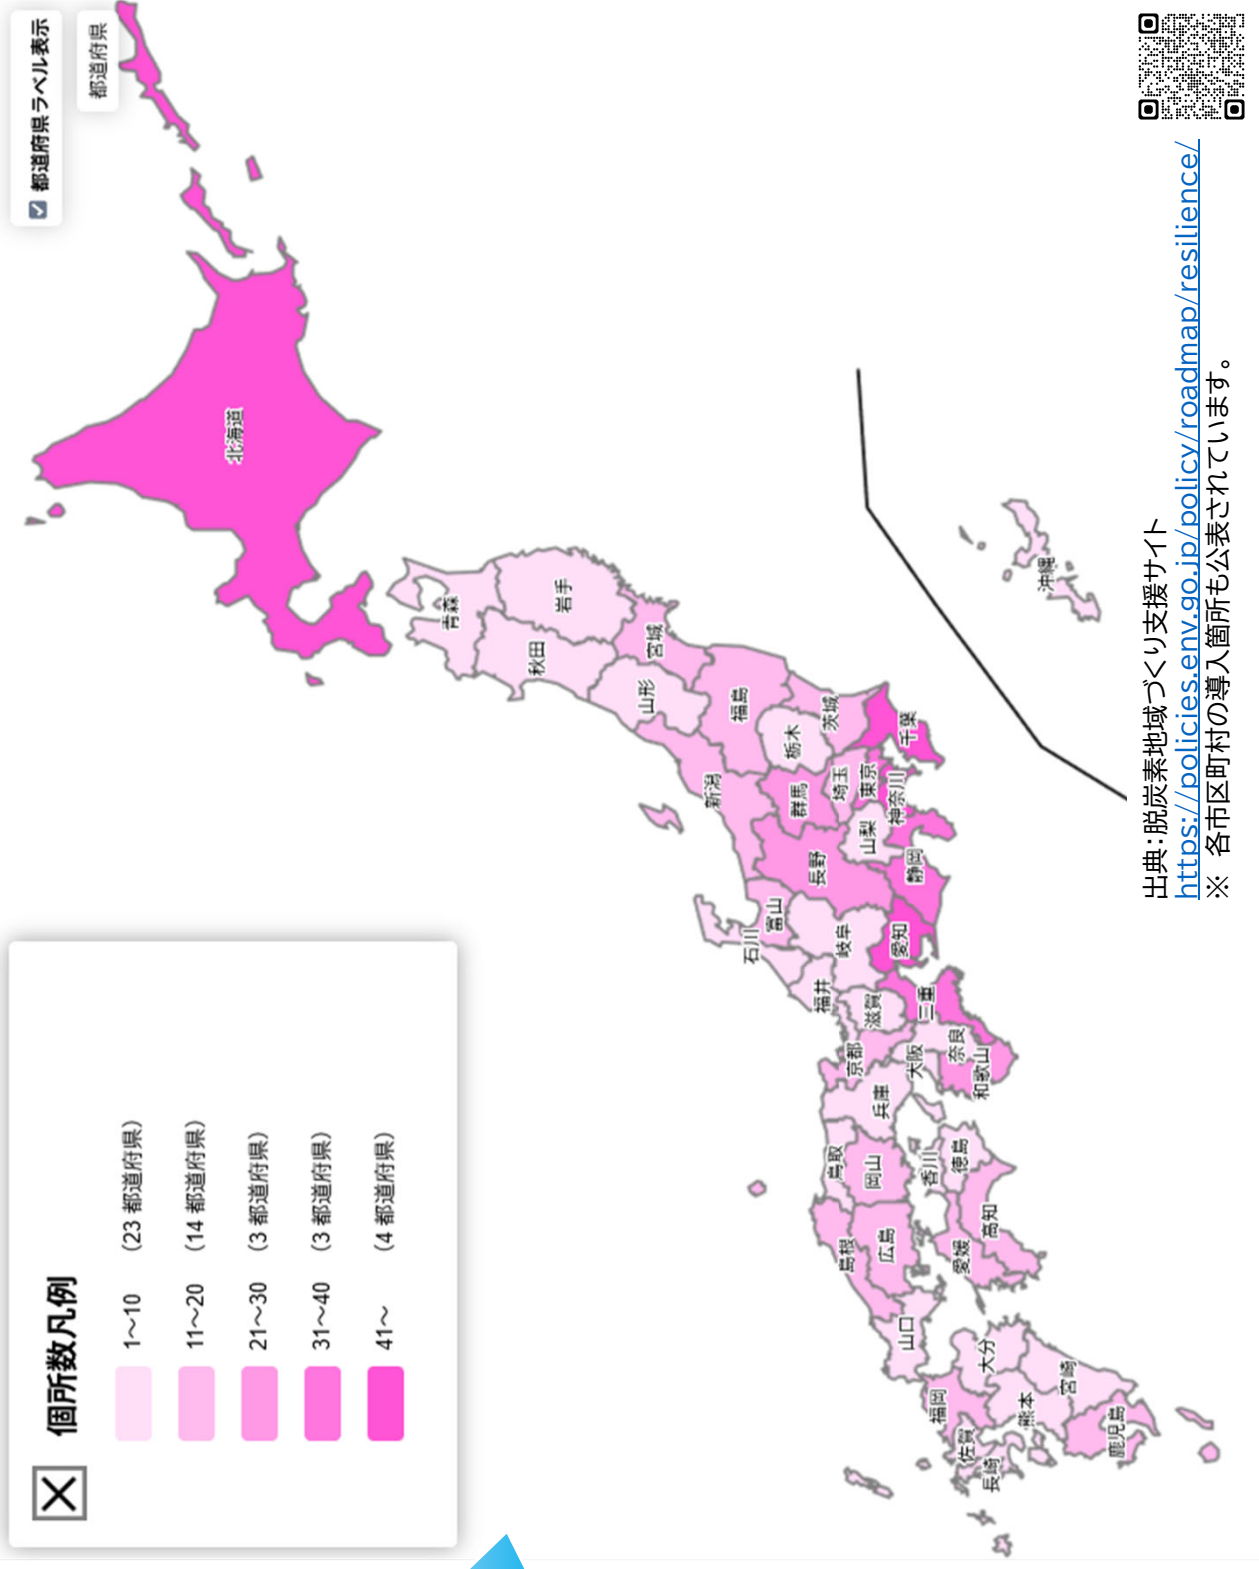 都道府県ラベル表示
都道府県
個所数凡例
1～10 （23 都道府県）
11～20 （14 都道府県）
21～30 （3 都道府県）
31～40 （3 都道府県）
41～ （4 都道府県）
北海道
青森
岩手
秋田
宮城
山形
福島
新潟
栃木
茨城
群馬
埼玉
東京
千葉
神奈川
山梨
長野
静岡
富山
石川
岐阜
愛知
福井
滋賀
三重
京都
大阪
奈良
和歌山
兵庫
鳥取
岡山
香川
徳島
島根
広島
愛媛
高知
山口
福岡
大分
佐賀
長崎
熊本
宮崎
鹿児島
沖縄
出典：脱炭素地域づくり支援サイト
https://policies.env.go.jp/policy/roadmap/resilience/
※ 各市区町村の導入箇所も公表されています。